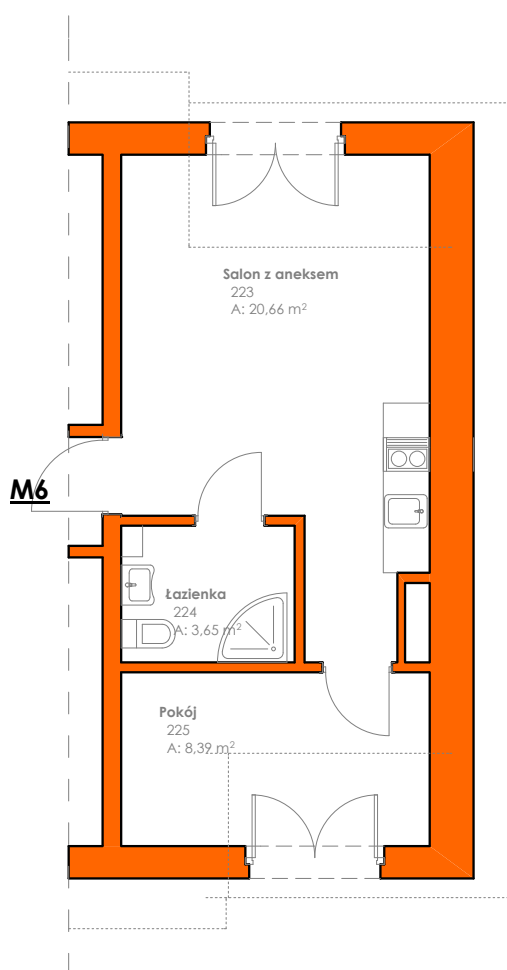 Salon z aneksem
223
A: 20,66 m²
M6
Łazienka
224
A: 3,65 m²
Pokój
225
A: 8,39 m²